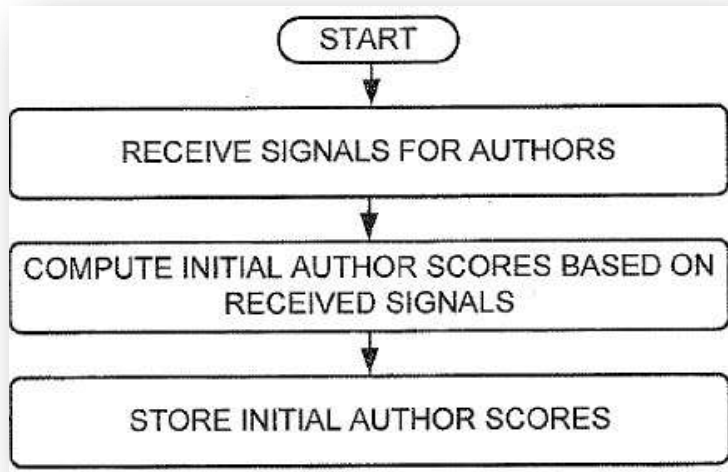 START
RECEIVE SIGNALS FOR AUTHORS
COMPUTE INITIAL AUTHOR SCORES BASED ON
RECEIVED SIGNALS
STORE INITIAL AUTHOR SCORES